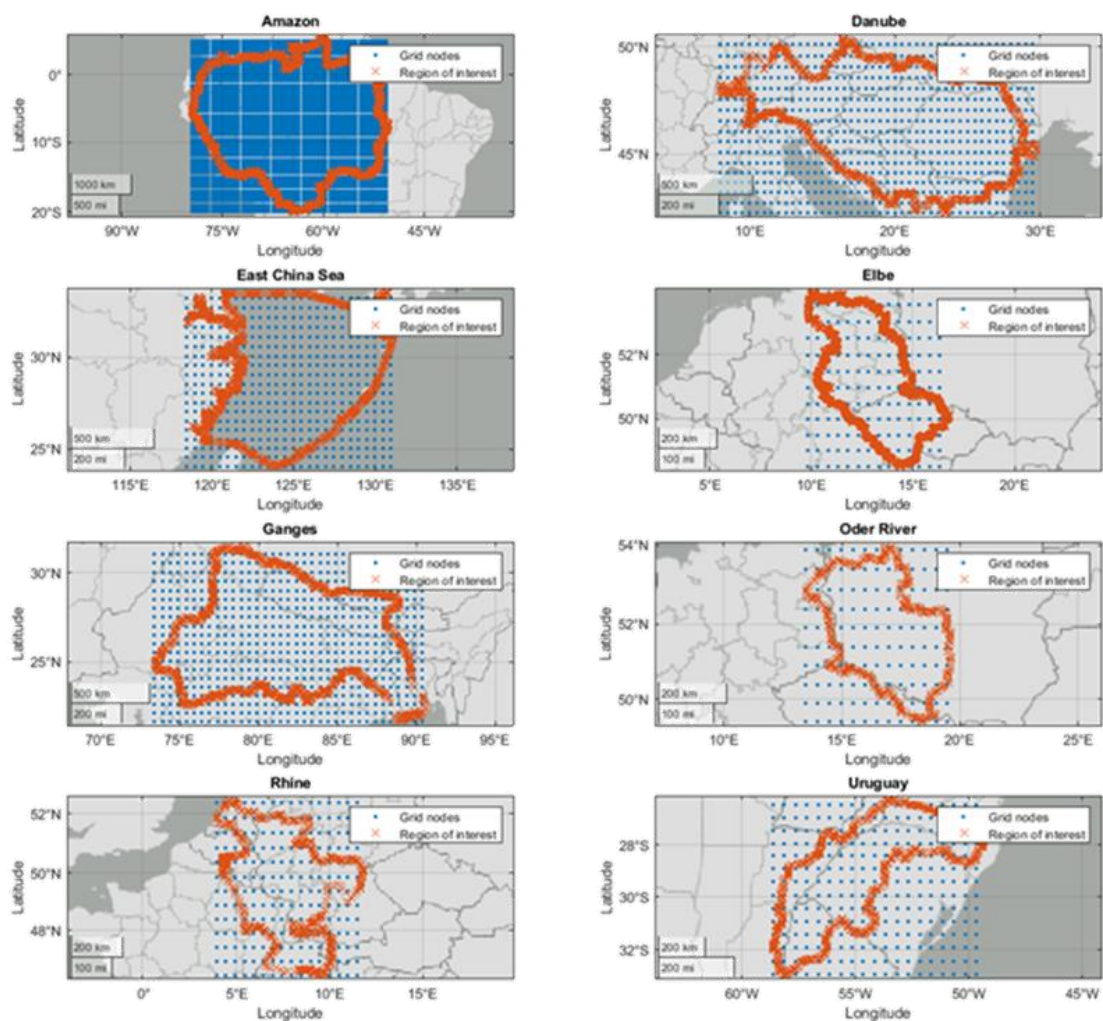 Amazon
Grid nodes
Region of interest
0°
10°S
20°S
Latitude
1000 km
500 mi
90°W
75°W
60°W
45°W
Longitude
Danube
Grid nodes
Region of interest
50°N
45°N
Latitude
500 km
200 mi
10°E
20°E
30°E
Longitude
East China Sea
Grid nodes
Region of interest
30°N
25°N
Latitude
500 km
200 mi
115°E
120°E
125°E
130°E
135°E
Longitude
Elbe
Grid nodes
Region of interest
52°N
50°N
Latitude
200 km
100 mi
5°E
10°E
15°E
20°E
Longitude
Ganges
Grid nodes
Region of interest
30°N
25°N
Latitude
500 km
200 mi
70°E
75°E
80°E
85°E
90°E
95°E
Longitude
Oder River
Grid nodes
Region of interest
54°N
52°N
50°N
Latitude
200 km
100 mi
10°E
15°E
20°E
25°E
Longitude
Rhine
Grid nodes
Region of interest
52°N
50°N
48°N
Latitude
200 km
100 mi
0°
5°E
10°E
15°E
Longitude
Uruguay
Grid nodes
Region of interest
28°S
30°S
32°S
Latitude
200 km
200 mi
60°W
55°W
50°W
45°W
Longitude